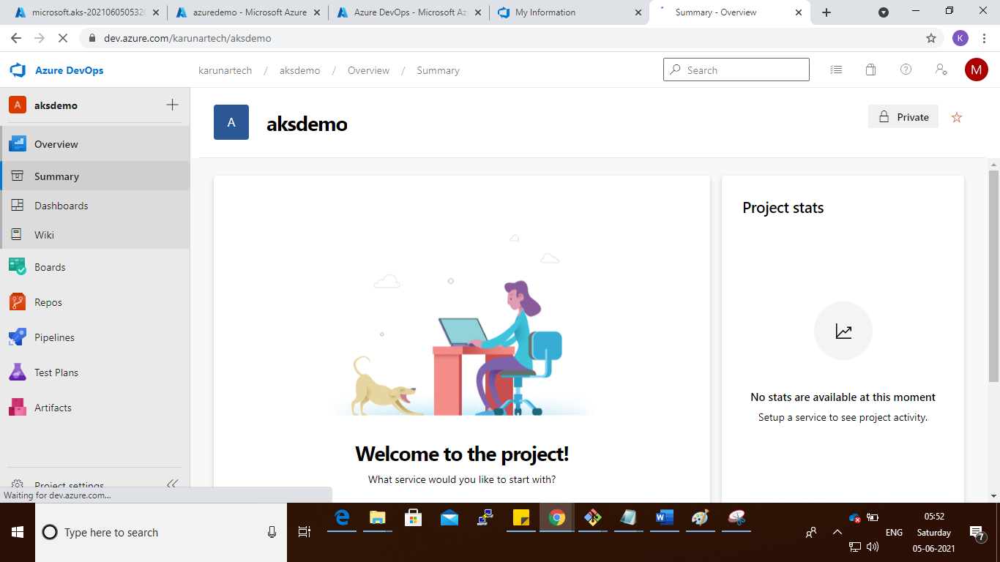 microsoft.aks-2021060505320
azuredemo - Microsoft Azure
Azure DevOps - Microsoft Az
My Information
Summary - Overview
dev.azure.com/karunartech/aksdemo
K
Azure DevOps
karunartech / aksdemo / Overview / Summary
Search
M
A aksdemo
A aksdemo
Private
Overview
Summary
Dashboards
Wiki
Boards
Repos
Pipelines
Test Plans
Artifacts
Project settings
Project stats
No stats are available at this moment
Setup a service to see project activity.
Welcome to the project!
What service would you like to start with?
Waiting for dev.azure.com...
Type here to search
ENG
05:52
Saturday
05-06-2021
7